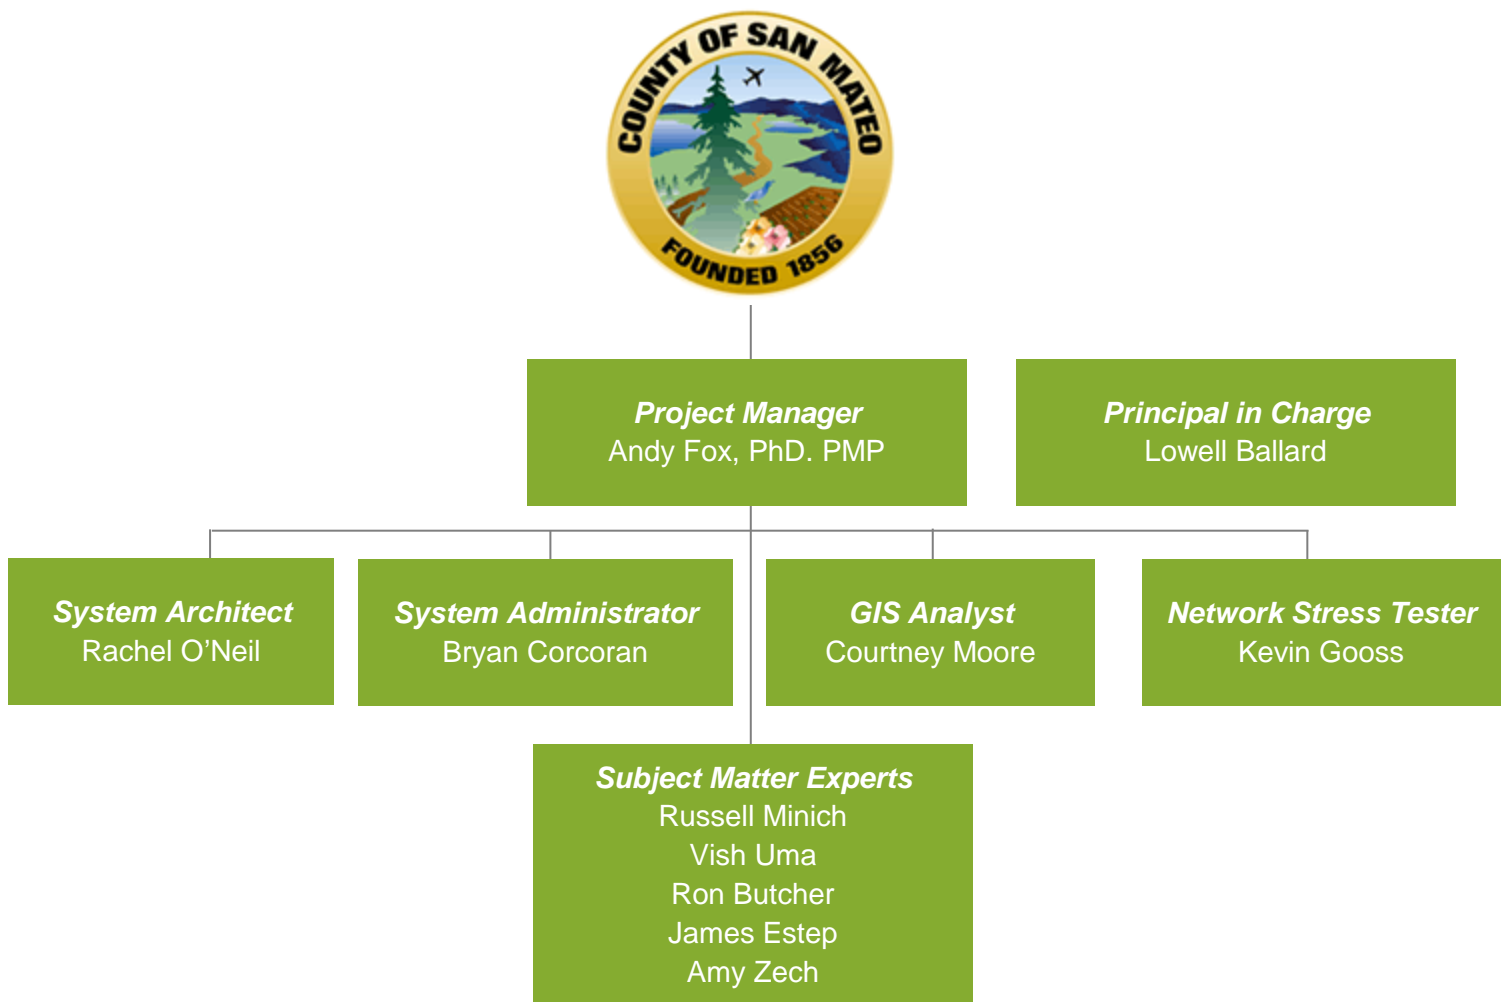 COUNTY OF SAN MATEO
FOUNDED 1856
Project Manager
Andy Fox, PhD. PMP
Principal in Charge
Lowell Ballard
System Architect
Rachel O’Neil
System Administrator
Bryan Corcoran
GIS Analyst
Courtney Moore
Network Stress Tester
Kevin Gooss
Subject Matter Experts
Russell Minich
Vish Uma
Ron Butcher
James Estep
Amy Zech